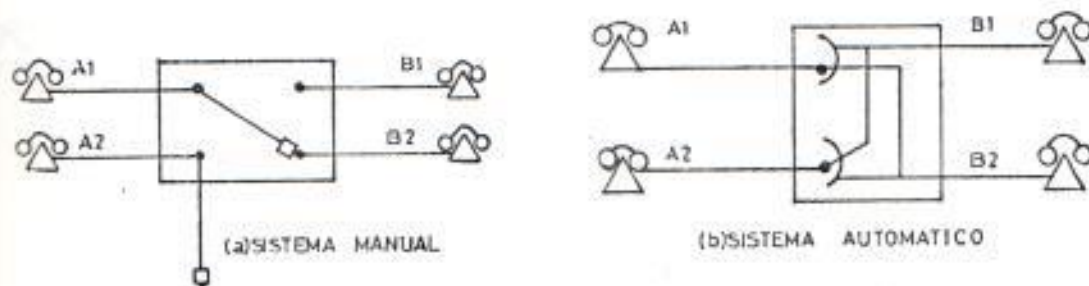 A1
B1
A2
B2
(a)SISTEMA MANUAL
A1
B1
A2
B2
(b)SISTEMA AUTOMATICO